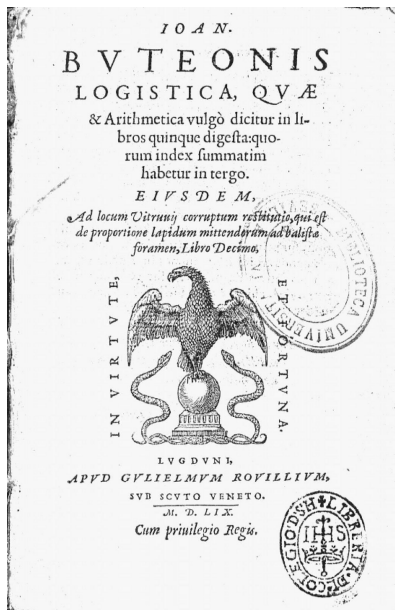 IOAN.
BVTEONIS
LOGISTICA, QVÆ
& Arithmetica vulgò dicitur in li-
bros quinque digesta:quo-
rum index summatim
habetur in tergo.
EIVSDEM,
Ad locum Vitruuij corruptum restitutio,qui est
de proportione lapidum mittendorum ad balistæ
foramen, Libro Decimo,
IN VIRTVTE,
ET FORTVNA.
LVGDVNI,
APVD GVLIELMVM ROVILLIVM,
SVB SCVTO VENETO.
M. D. LIX.
Cum priuilegio Regis.
BIBLIOTECA
LIBRERIA
IHS